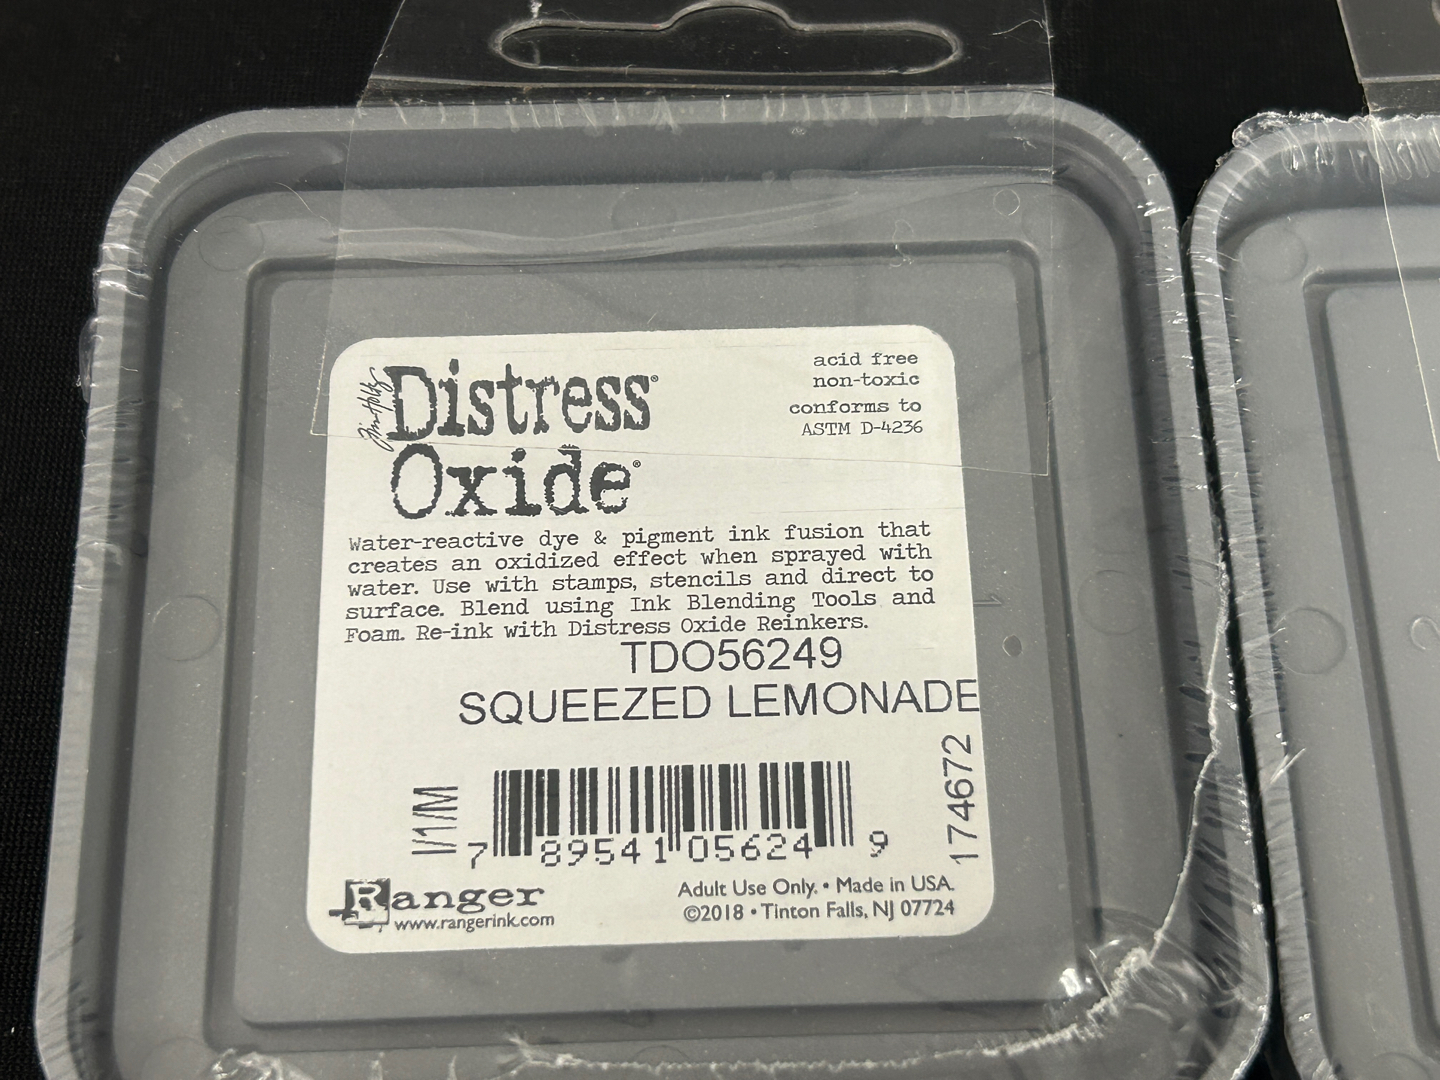 Tim Holtz
Distress®
Oxide®
acid free
non-toxic
conforms to
ASTM D-4236
Water-reactive dye & pigment ink fusion that
creates an oxidized effect when sprayed with
water. Use with stamps, stencils and direct to
surface. Blend using Ink Blending Tools and
Foam. Re-ink with Distress Oxide Reinkers.
TDO56249
SQUEEZED LEMONADE
I/1/M
7 89541 05624 9
174672
Ranger
www.rangerink.com
Adult Use Only. • Made in USA.
©2018 • Tinton Falls, NJ 07724